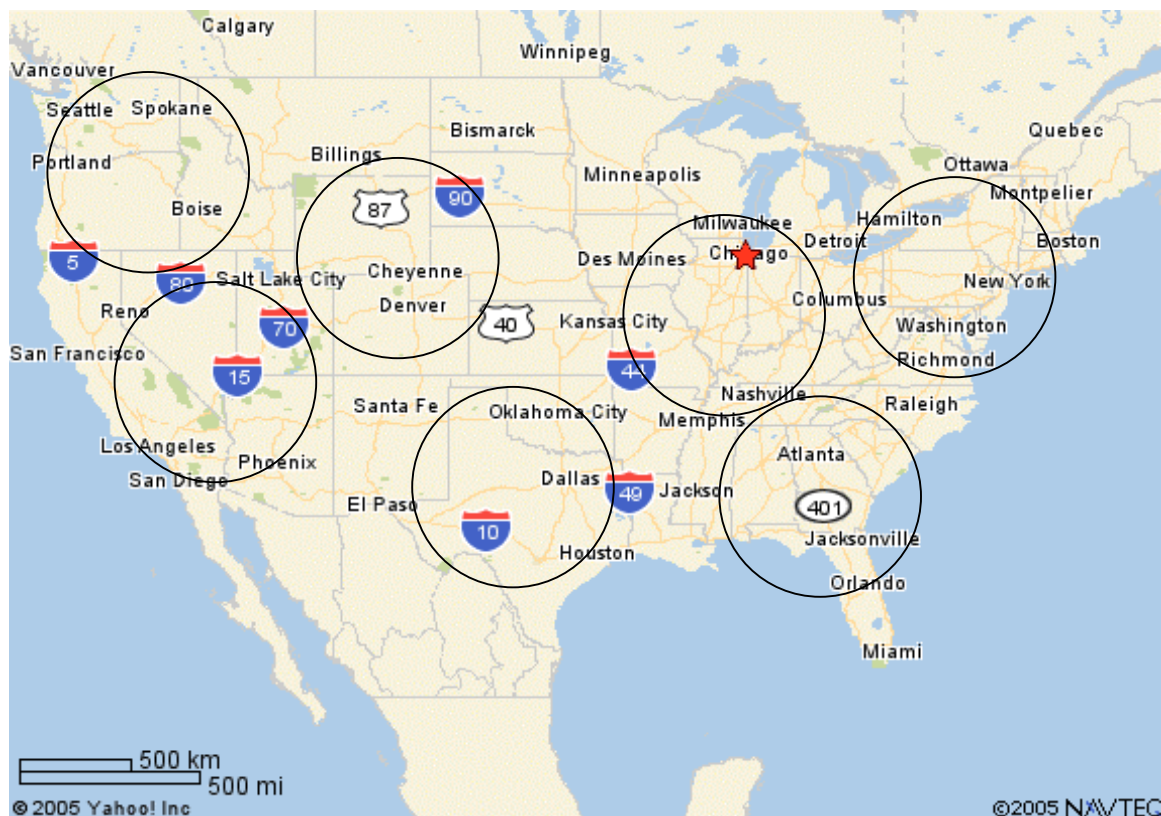 Calgary
Winnipeg
Vancouver
Seattle
Spokane
Bismarck
Quebec
Portland
Billings
Minneapolis
Ottawa
Montpelier
87
90
Boise
Hamilton
Milwaukee
Detroit
Boston
5
80
Salt Lake City
Cheyenne
Des Moines
Chicago
New York
Reno
Denver
Columbus
70
40
Kansas City
Washington
San Francisco
15
44
Richmond
Santa Fe
Oklahoma City
Nashville
Memphis
Raleigh
Los Angeles
Phoenix
Atlanta
San Diego
Dallas
49
Jackson
El Paso
10
401
Houston
Jacksonville
Orlando
Miami
500 km
500 mi
© 2005 Yahoo! Inc
©2005 NAVTEQ